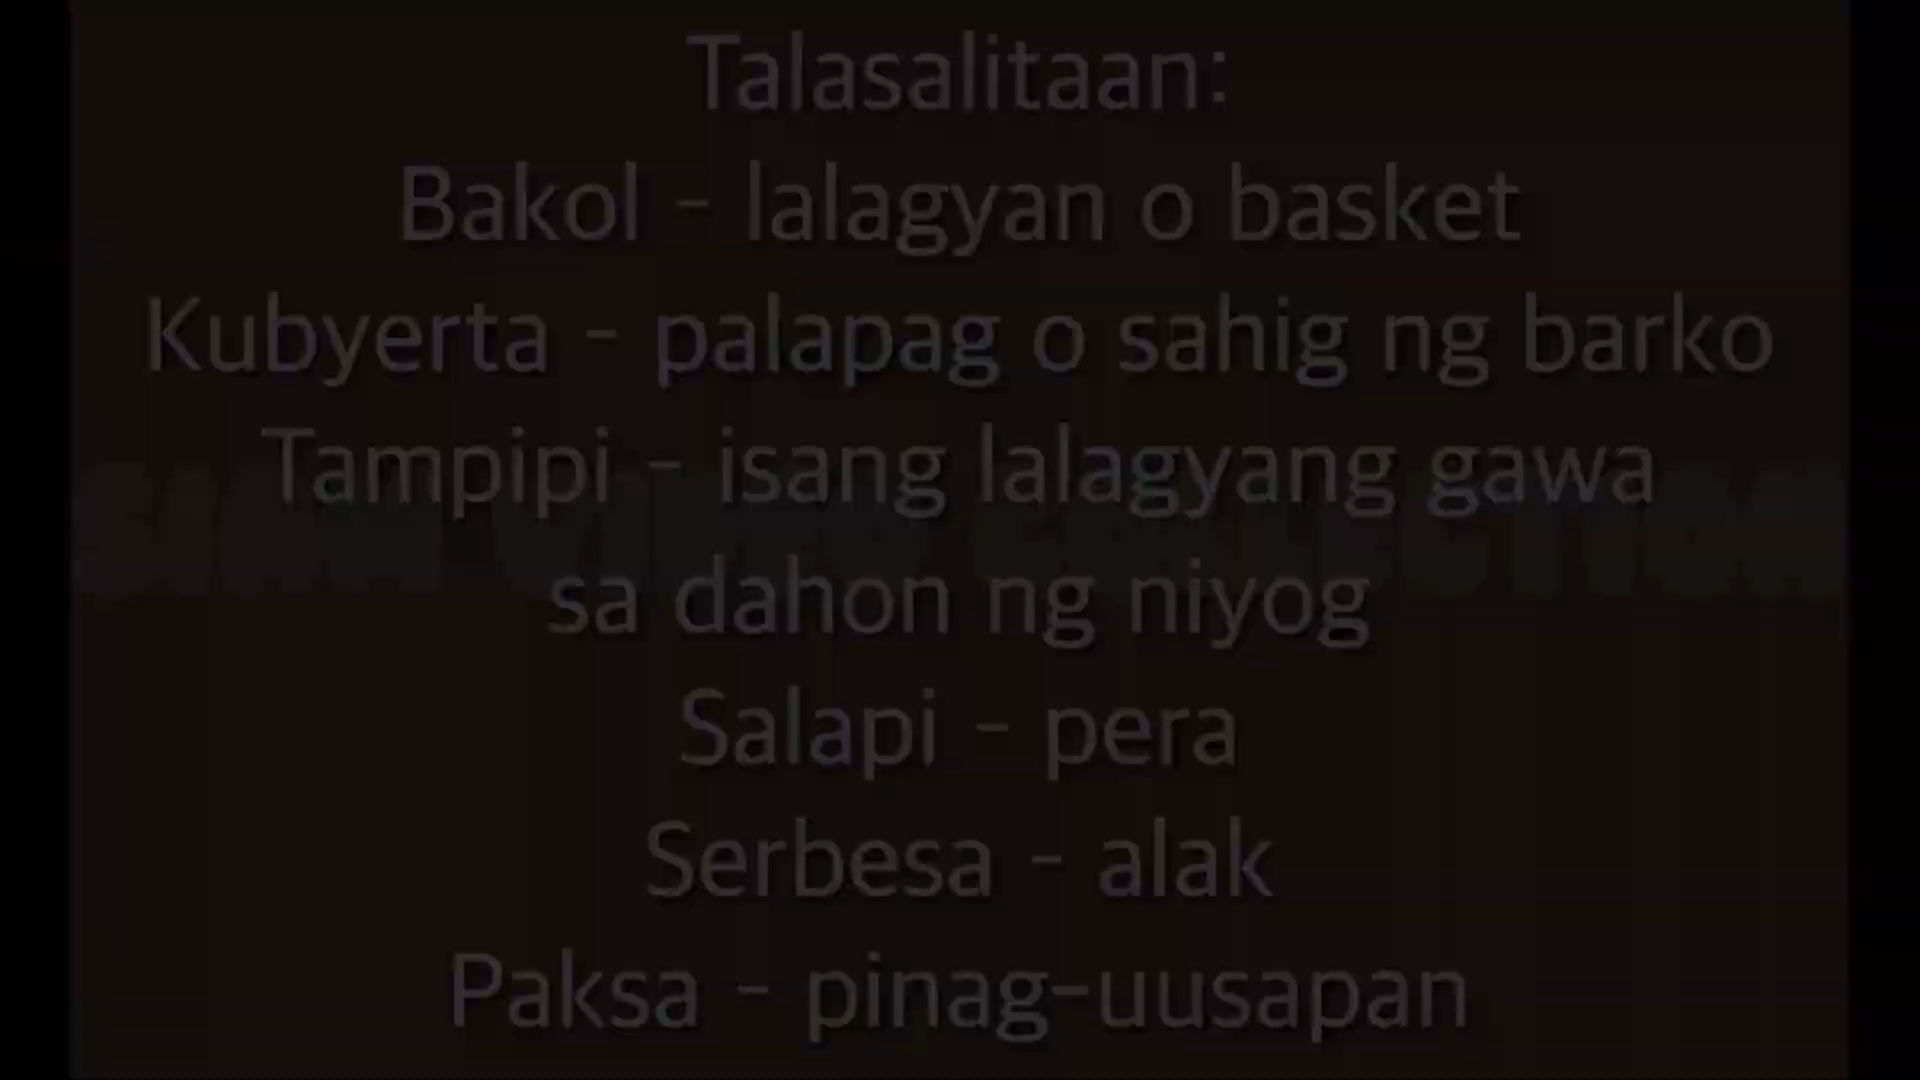 Talasalitaan:
Bakol - lalagyan o basket
Kubyerta - palapag o sahig ng barko
Tampipi - isang lalagyang gawa
sa dahon ng niyog
Salapi - pera
Serbesa - alak
Paksa - pinag-uusapan